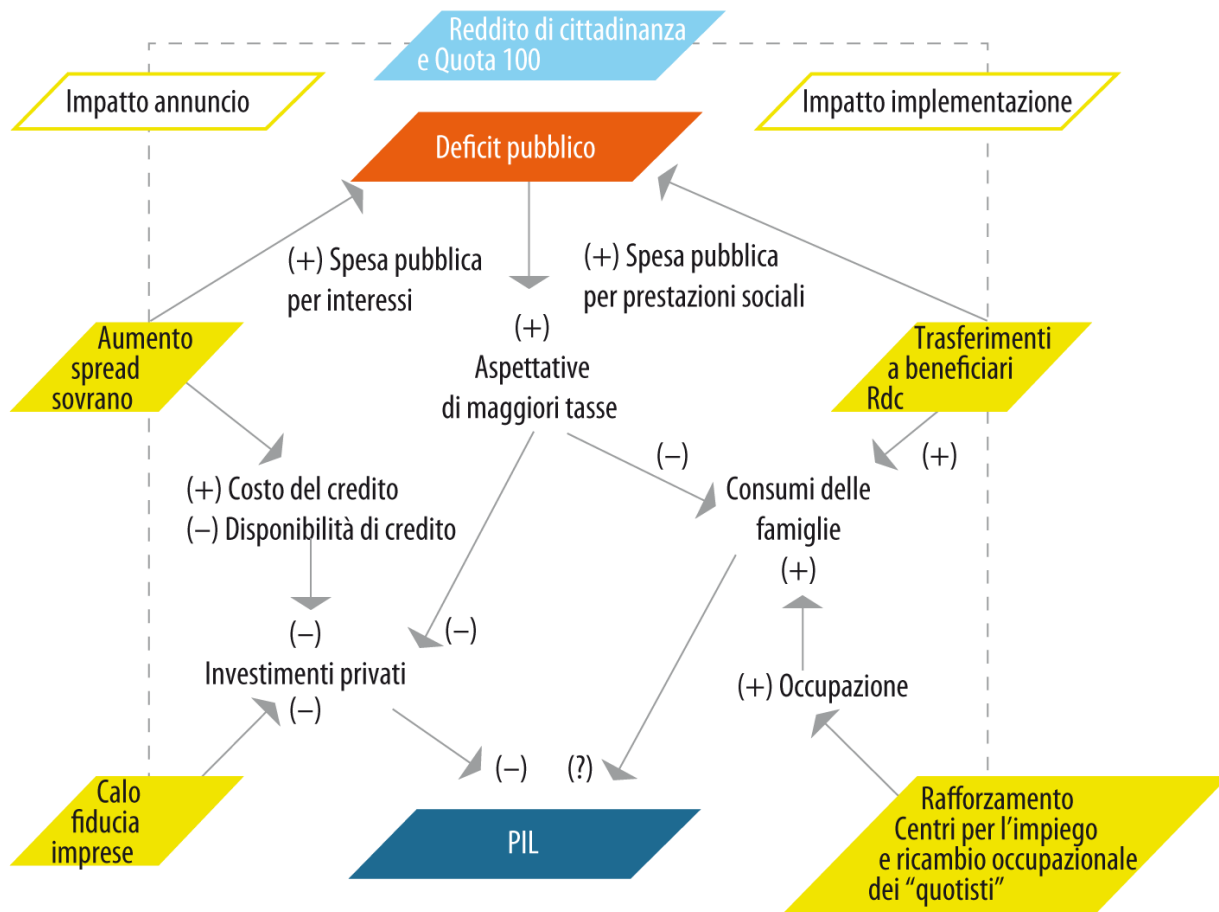 Reddito di cittadinanza
e Quota 100
Impatto annuncio
Impatto implementazione
Deficit pubblico
(+) Spesa pubblica
per interessi
(+) Spesa pubblica
per prestazioni sociali
(+)
Aspettative
di maggiori tasse
Aumento
spread
sovrano
Trasferimenti
a beneficiari
Rdc
(–)
(+)
(+) Costo del credito
(–) Disponibilità di credito
Consumi delle
famiglie
(+)
(–)
(–)
Investimenti privati
(–)
(+) Occupazione
(–)
(?)
Calo
fiducia
imprese
PIL
Rafforzamento
Centri per l’impiego
e ricambio occupazionale
dei “quotisti”